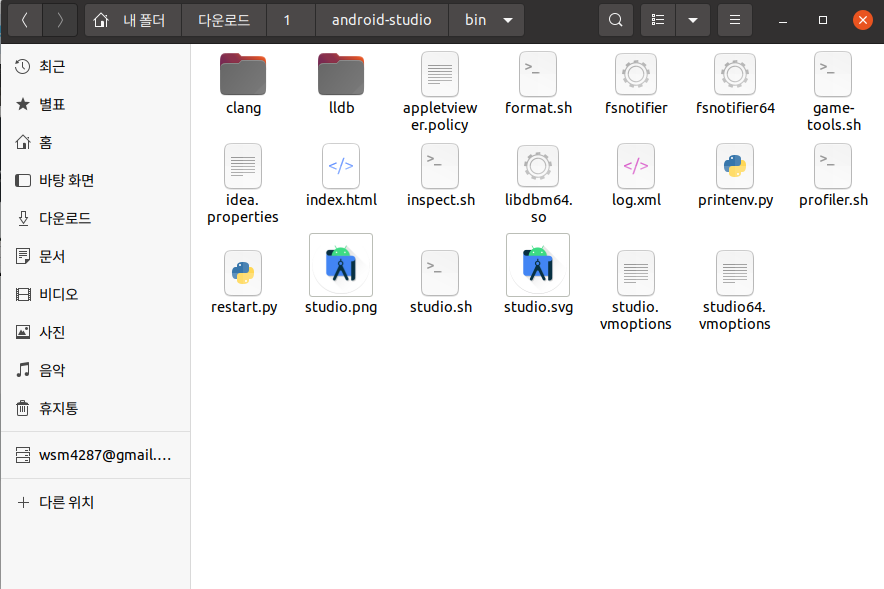 내 폴더 다운로드 1 android-studio bin
최근
별표
홈
바탕 화면
다운로드
문서
비디오
사진
음악
휴지통
wsm4287@gmail.…
다른 위치
clang
lldb
appletview
er.policy
format.sh
fsnotifier
fsnotifier64
game-
tools.sh
idea.
properties
index.html
inspect.sh
libdbm64.
so
log.xml
printenv.py
profiler.sh
restart.py
studio.png
studio.sh
studio.svg
studio.
vmoptions
studio64.
vmoptions